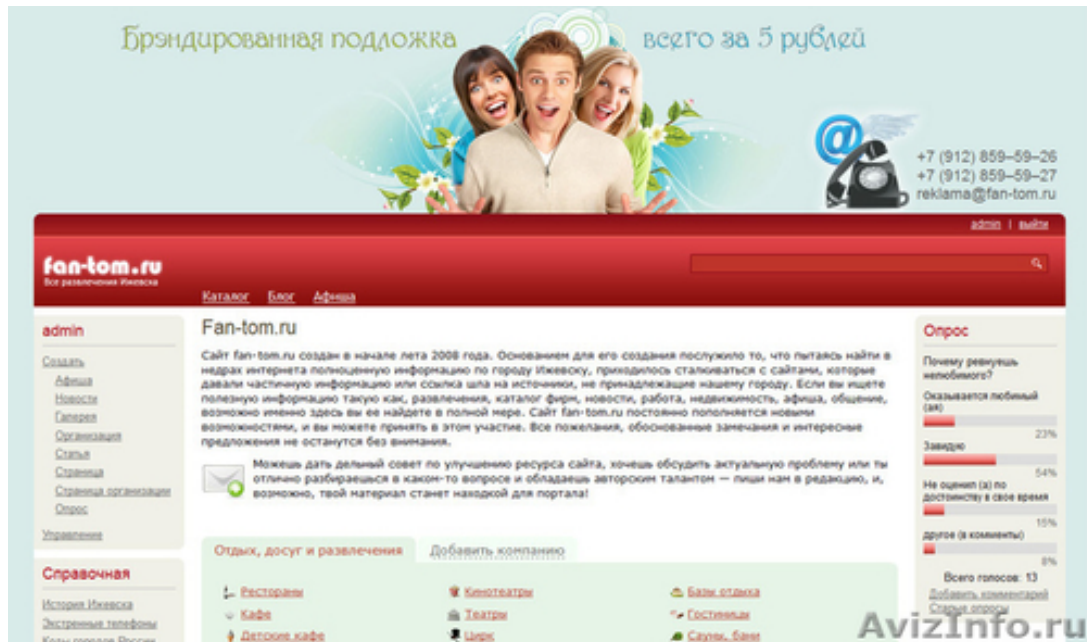 Брэндированная подложка всего за 5 рублей
+7 (912) 859–59–26
+7 (912) 859–59–27
reklama@fan-tom.ru
admin | выйти
fan-tom.ru
Все развлечения Ижевска
Каталог Блог Афиша
admin
Создать
Афиша
Новости
Галерея
Организация
Статья
Страница
Страница организации
Опрос
Управление
Справочная
История Ижевска
Экстренные телефоны
Коды городов России
Fan-tom.ru
Сайт fan-tom.ru создан в начале лета 2008 года. Основанием для его создания послужило то, что пытаясь найти в
недрах интернета полноценную информацию по городу Ижевску, приходилось сталкиваться с сайтами, которые
давали частичную информацию или ссылка шла на источники, не принадлежащие нашему городу. Если вы ищете
полезную информацию такую как, развлечения, каталог фирм, новости, работа, недвижимость, афиша, общение,
возможно именно здесь вы ее найдете в полной мере. Сайт fan-tom.ru постоянно пополняется новыми
возможностями, и вы можете принять в этом участие. Все пожелания, обоснованные замечания и интересные
предложения не останутся без внимания.
Можешь дать дельный совет по улучшению ресурса сайта, хочешь обсудить актуальную проблему или ты
отлично разбираешься в каком-то вопросе и обладаешь авторским талантом — пиши нам в редакцию, и,
возможно, твой материал станет находкой для портала!
Отдых, досуг и развлечения Добавить компанию
Рестораны Кинотеатры Базы отдыха
Кафе Театры Гостиницы
Детские кафе Цирк Сауны, бани
Опрос
Почему ревнуешь
нелюбимого?
Оказывается любимый
(ая)
23%
Завидую
54%
Не оценил (а) по
достоинству в свое время
15%
другое (в комменты)
8%
Всего голосов: 13
Добавить комментарий
Старые опросы
AvizInfo.ru